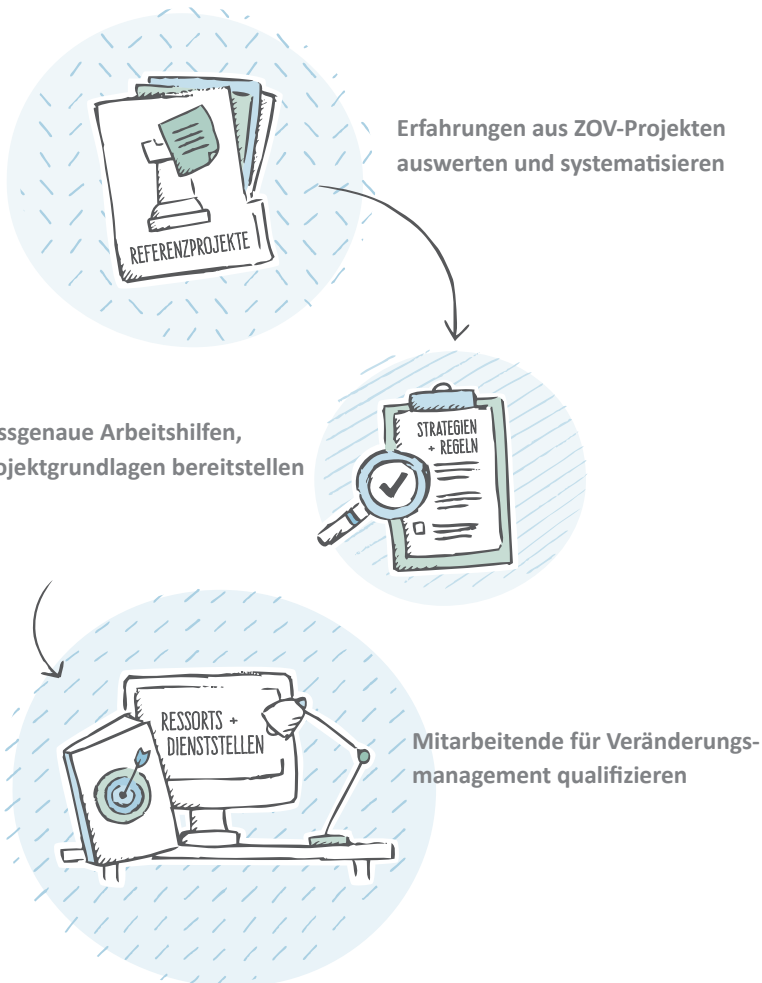 Erfahrungen aus ZOV-Projekten
auswerten und systematisieren
REFERENZPROJEKTE
STRATEGIEN
+ REGELN
ssgenaue Arbeitshilfen,
ojektgrundlagen bereitstellen
RESSORTS +
DIENSTSTELLEN
Mitarbeitende für Veränderungs-
management qualifizieren